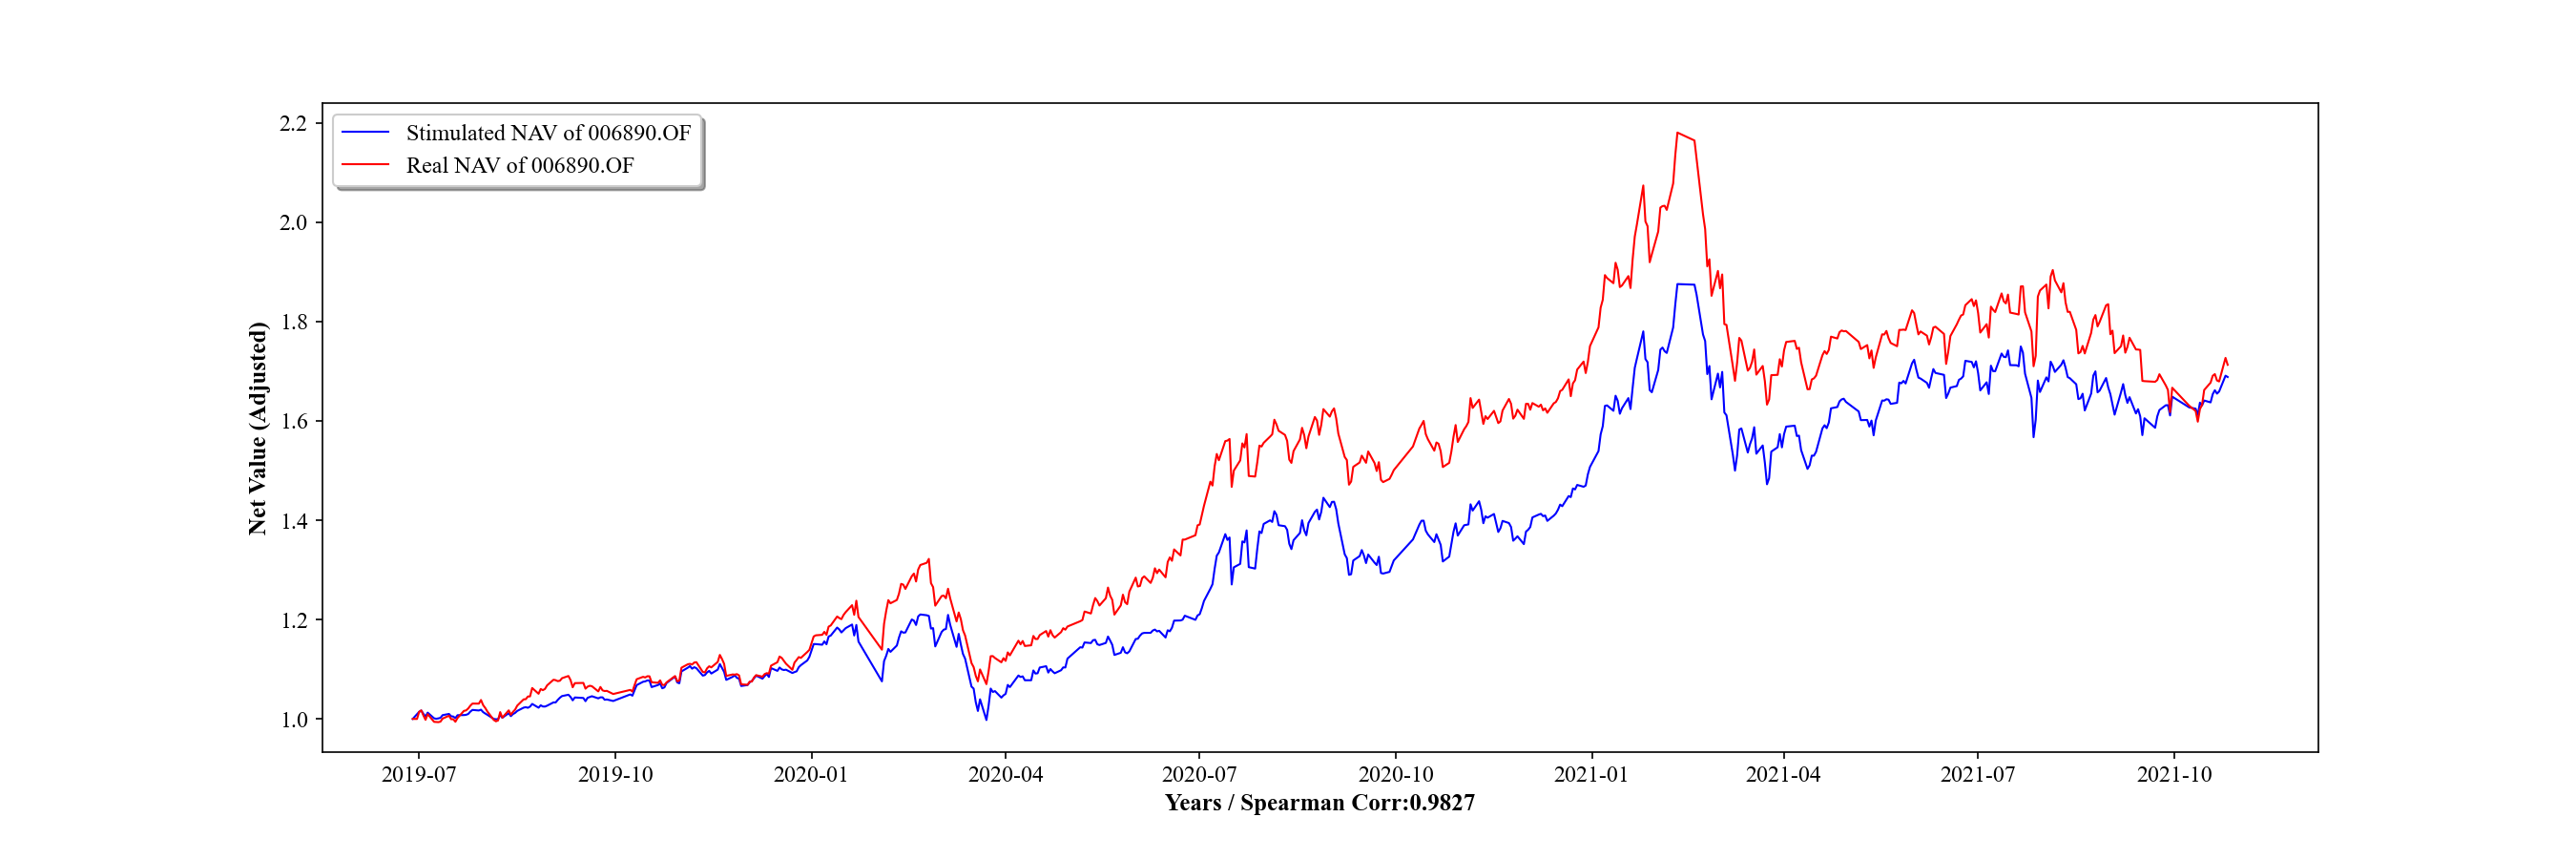 Stimulated NAV of 006890.OF
Real NAV of 006890.OF
Net Value (Adjusted)
2.2
2.0
1.8
1.6
1.4
1.2
1.0
2019-07 2019-10 2020-01 2020-04 2020-07 2020-10 2021-01 2021-04 2021-07 2021-10
Years / Spearman Corr:0.9827